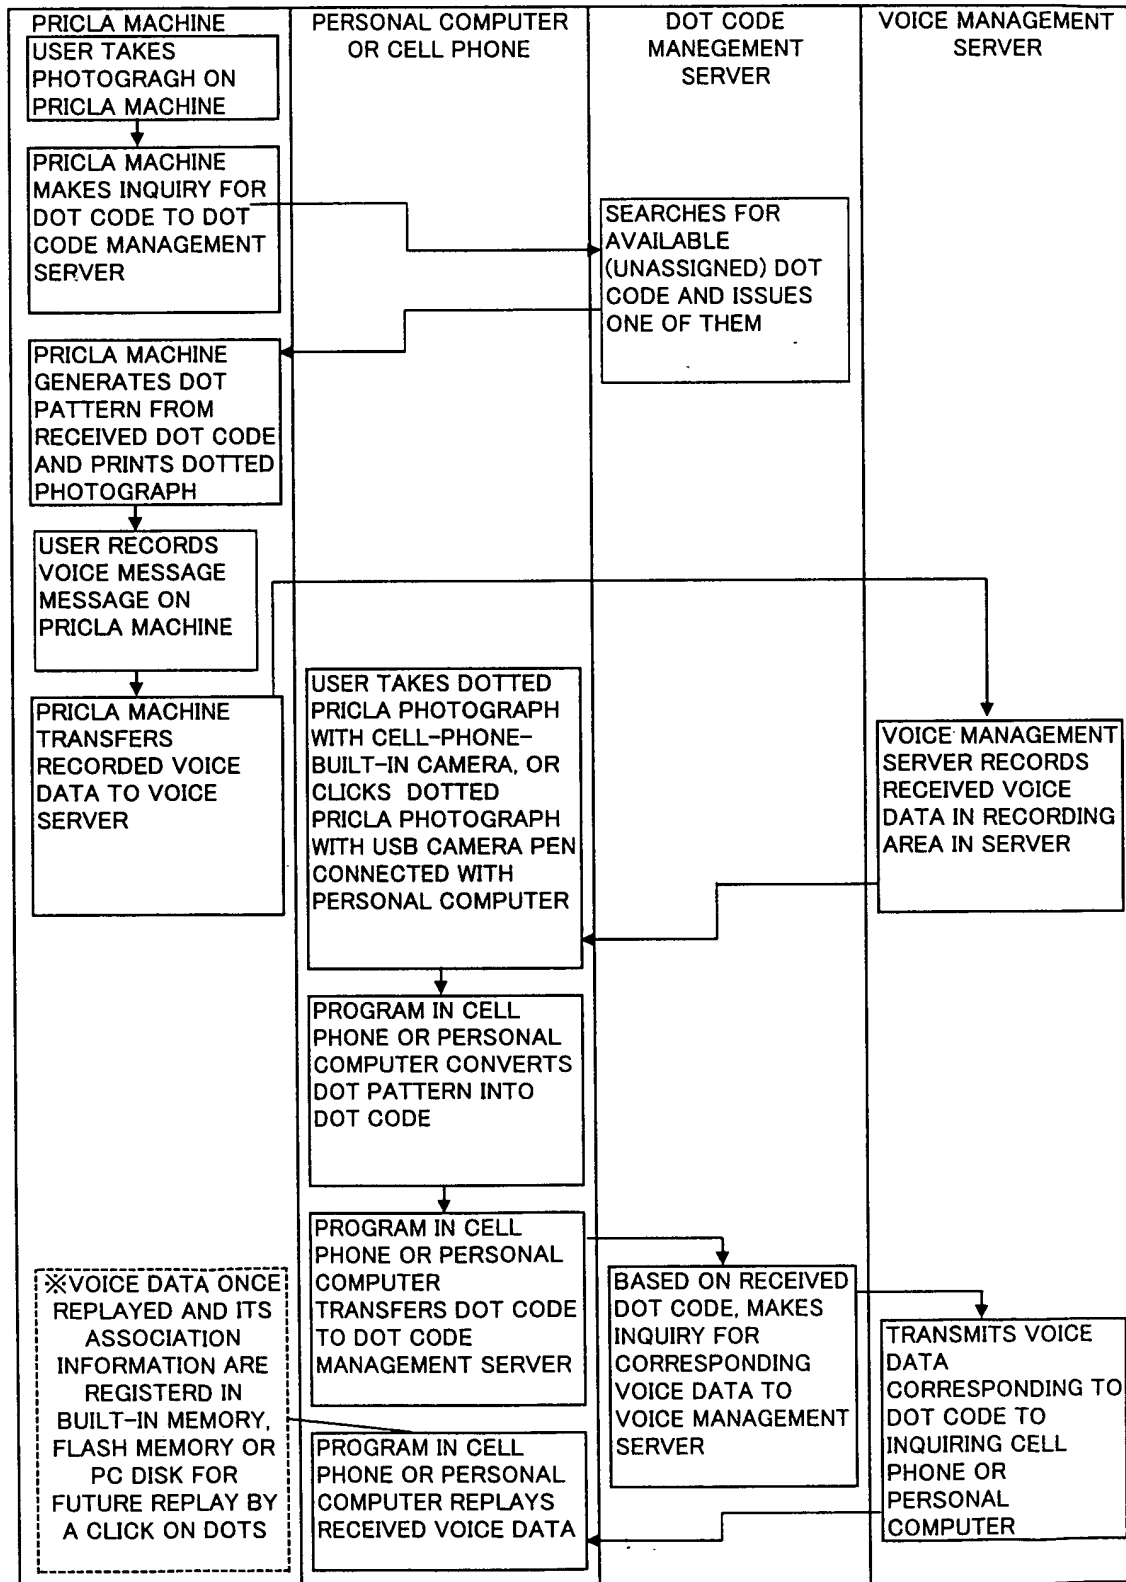 PRICLA MACHINE
USER TAKES
PHOTOGRAGH ON
PRICLA MACHINE
PRICLA MACHINE
MAKES INQUIRY FOR
DOT CODE TO DOT
CODE MANAGEMENT
SERVER
PRICLA MACHINE
GENERATES DOT
PATTERN FROM
RECEIVED DOT CODE
AND PRINTS DOTTED
PHOTOGRAPH
USER RECORDS
VOICE MESSAGE
MESSAGE ON
PRICLA MACHINE
PRICLA MACHINE
TRANSFERS
RECORDED VOICE
DATA TO VOICE
SERVER
※VOICE DATA ONCE
REPLAYED AND ITS
ASSOCIATION
INFORMATION ARE
REGISTERD IN
BUILT-IN MEMORY,
FLASH MEMORY OR
PC DISK FOR
FUTURE REPLAY BY
A CLICK ON DOTS
PERSONAL COMPUTER
OR CELL PHONE
USER TAKES DOTTED
PRICLA PHOTOGRAPH
WITH CELL-PHONE-
BUILT-IN CAMERA, OR
CLICKS DOTTED
PRICLA PHOTOGRAPH
WITH USB CAMERA PEN
CONNECTED WITH
PERSONAL COMPUTER
PROGRAM IN CELL
PHONE OR PERSONAL
COMPUTER CONVERTS
DOT PATTERN INTO
DOT CODE
PROGRAM IN CELL
PHONE OR PERSONAL
COMPUTER
TRANSFERS DOT CODE
TO DOT CODE
MANAGEMENT SERVER
PROGRAM IN CELL
PHONE OR PERSONAL
COMPUTER REPLAYS
RECEIVED VOICE DATA
DOT CODE
MANEGEMENT
SERVER
SEARCHES FOR
AVAILABLE
(UNASSIGNED) DOT
CODE AND ISSUES
ONE OF THEM
BASED ON RECEIVED
DOT CODE, MAKES
INQUIRY FOR
CORRESPONDING
VOICE DATA TO
VOICE MANAGEMENT
SERVER
VOICE MANAGEMENT
SERVER
VOICE MANAGEMENT
SERVER RECORDS
RECEIVED VOICE
DATA IN RECORDING
AREA IN SERVER
TRANSMITS VOICE
DATA
CORRESPONDING TO
DOT CODE TO
INQUIRING CELL
PHONE OR
PERSONAL
COMPUTER